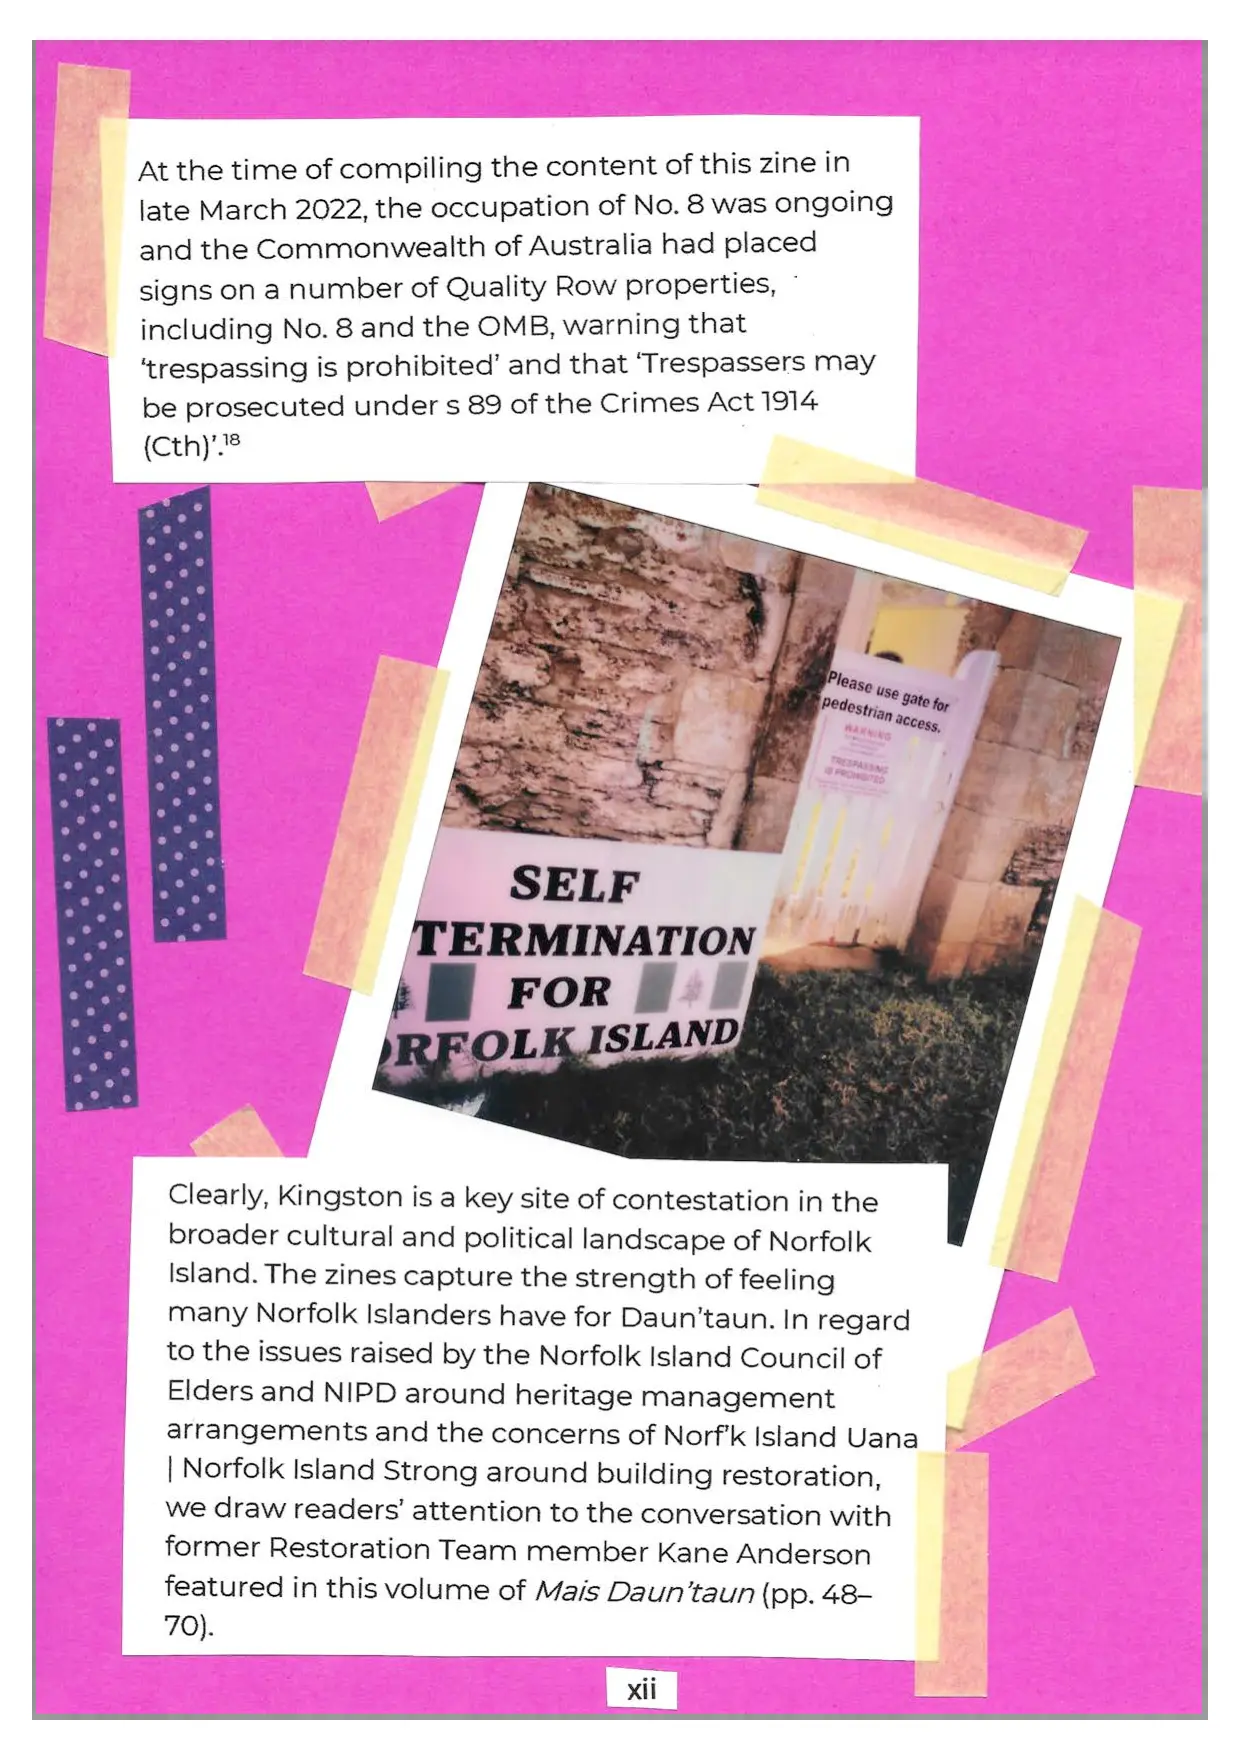 At the time of compiling the content of this zine in
late March 2022, the occupation of No. 8 was ongoing
and the Commonwealth of Australia had placed
signs on a number of Quality Row properties,
including No. 8 and the OMB, warning that
‘trespassing is prohibited’ and that ‘Trespassers may
be prosecuted under s 89 of the Crimes Act 1914
(Cth)’.18
Please use gate for
pedestrian access.
WARNING
TRESPASSING
IS PROHIBITED
SELF
TERMINATION
FOR
ORFOLK ISLAND
Clearly, Kingston is a key site of contestation in the
broader cultural and political landscape of Norfolk
Island. The zines capture the strength of feeling
many Norfolk Islanders have for Daun’taun. In regard
to the issues raised by the Norfolk Island Council of
Elders and NIPD around heritage management
arrangements and the concerns of Norf’k Island Uana
| Norfolk Island Strong around building restoration,
we draw readers’ attention to the conversation with
former Restoration Team member Kane Anderson
featured in this volume of Mais Daun’taun (pp. 48–
70).
xii